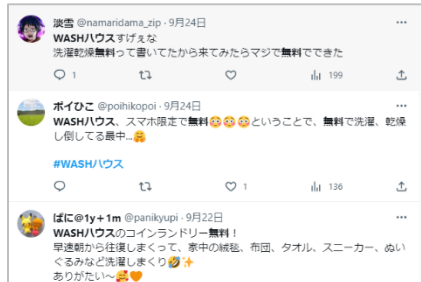 淡雪 @namaridama_zip · 9月24日
WASHハウスすげぇな
洗濯乾燥無料って書いてたから来てみたらマジで無料でできた
1 199
ポイひこ @poihikopoi · 9月24日
WASHハウス、スマホ限定で無料😳😳😳ということで、無料で洗濯、乾燥
し倒してる最中...🤗
#WASHハウス
1 136
ばに@1y+1m @panikyupi · 9月22日
WASHハウスのコインランドリー無料！
早速朝から往復しまくって、家中の絨毯、布団、タオル、スニーカー、ぬい
ぐるみなど洗濯しまくり🤣✨
ありがたい〜🥰🧡